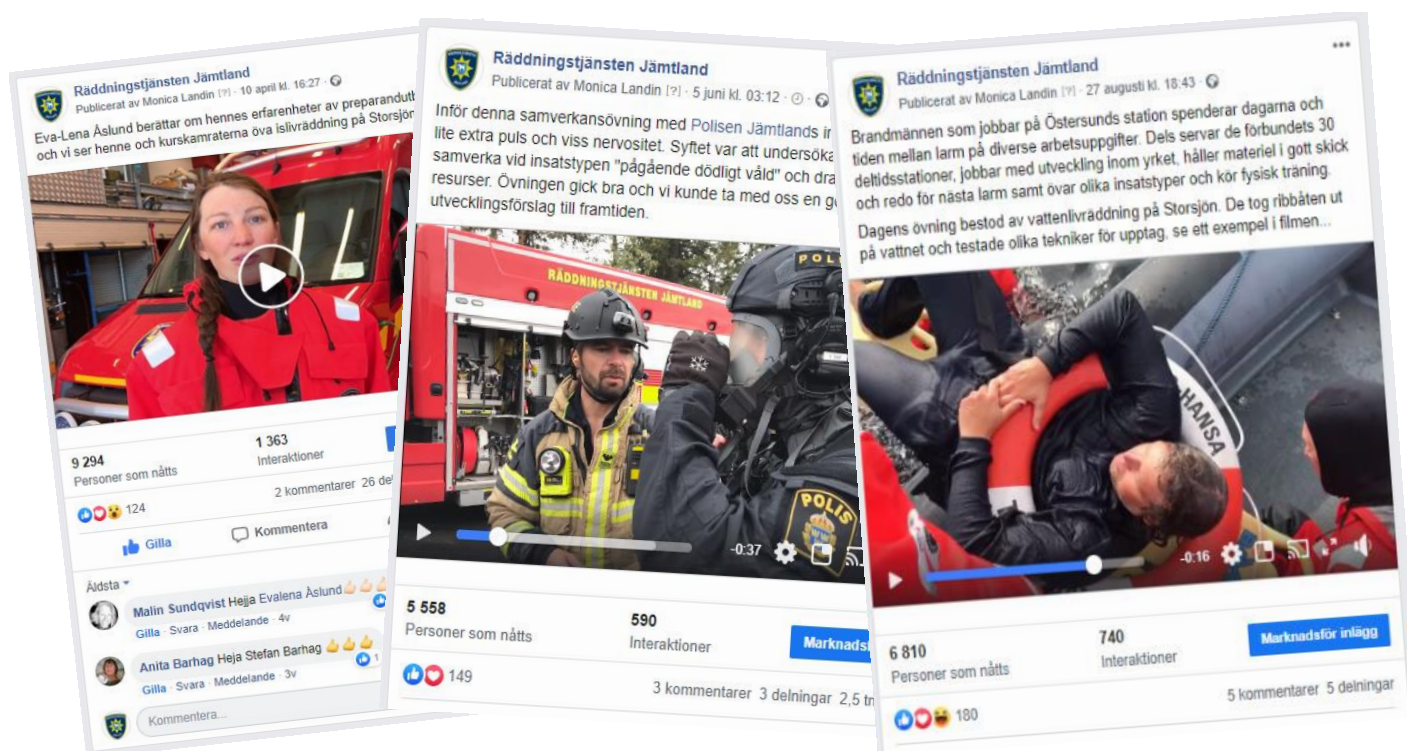 Räddningstjänsten Jämtland
Publicerat av Monica Landin [?] · 10 april kl. 16:27 ·
Eva-Lena Åslund berättar om hennes erfarenheter av
och vi ser henne och kurskamraterna öva islivräddning på
9 294
Personer som nåtts
1 363
Interaktioner
124
2 kommentarer 26
Gilla
Kommentera
Äldsta
Malin Sundqvist Hejja Evalena Åslund
Gilla · Svara · Meddelande · 4v
Anita Barhag Heja Stefan Barhag
1
Gilla · Svara · Meddelande · 3v
Kommentera...
Räddningstjänsten Jämtland
Publicerat av Monica Landin [?] · 5 juni kl. 03:12 ·
Inför denna samverkansövning med Polisen Jämtlands
lite extra puls och viss nervositet. Syftet var att undersöka
samverka vid insatstypen "pågående dödligt våld" och
resurser. Övningen gick bra och vi kunde ta med oss en
utvecklingsförslag till framtiden.
RÄDDNINGSTJÄNSTEN JÄMTLAND
POL
POLIS
-0:37
5 558
Personer som nåtts
590
Interaktioner
149
3 kommentarer 3 delningar 2,5
Räddningstjänsten Jämtland
Publicerat av Monica Landin [?] · 27 augusti kl. 18:43 ·
Brandmännen som jobbar på Östersunds station spenderar dagarna och
tiden mellan larm på diverse arbetsuppgifter. Dels servar de förbundets 30
deltidsstationer, jobbar med utveckling inom yrket, håller materiel i gott skick
och redo för nästa larm samt övar olika insatstyper och kör fysisk träning.
Dagens övning bestod av vattenlivräddning på Storsjön. De tog ribbåten ut
på vattnet och testade olika tekniker för upptag, se ett exempel i filmen...
HANSA
-0:16
6 810
Personer som nåtts
740
Interaktioner
Marknadsför inlägg
180
5 kommentarer 5 delningar